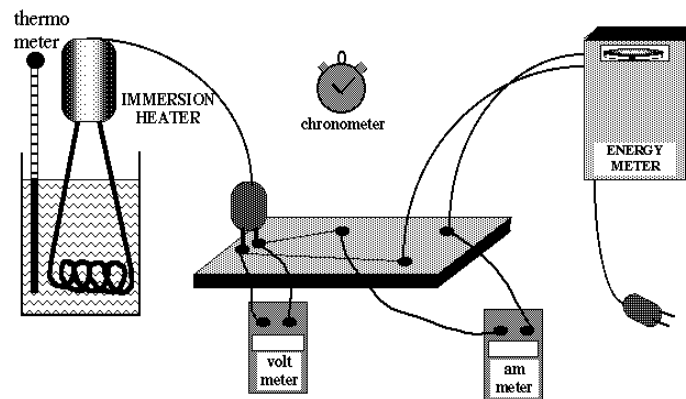 thermo
meter
IMMERSION
HEATER
chronometer
ENERGY
METER
volt
meter
am
meter